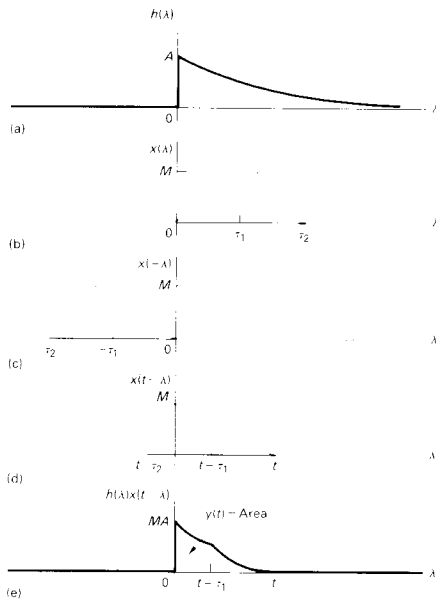 h(λ)
A
0
λ
(a)
x(λ)
M
0
τ1
τ2
λ
(b)
x(−λ)
M
τ2
−τ1
0
λ
(c)
x(t − λ)
M
t
τ2
t − τ1
t
λ
(d)
h(λ)x(t λ)
MA
y(t) − Area
0
t − τ1
t
λ
(e)